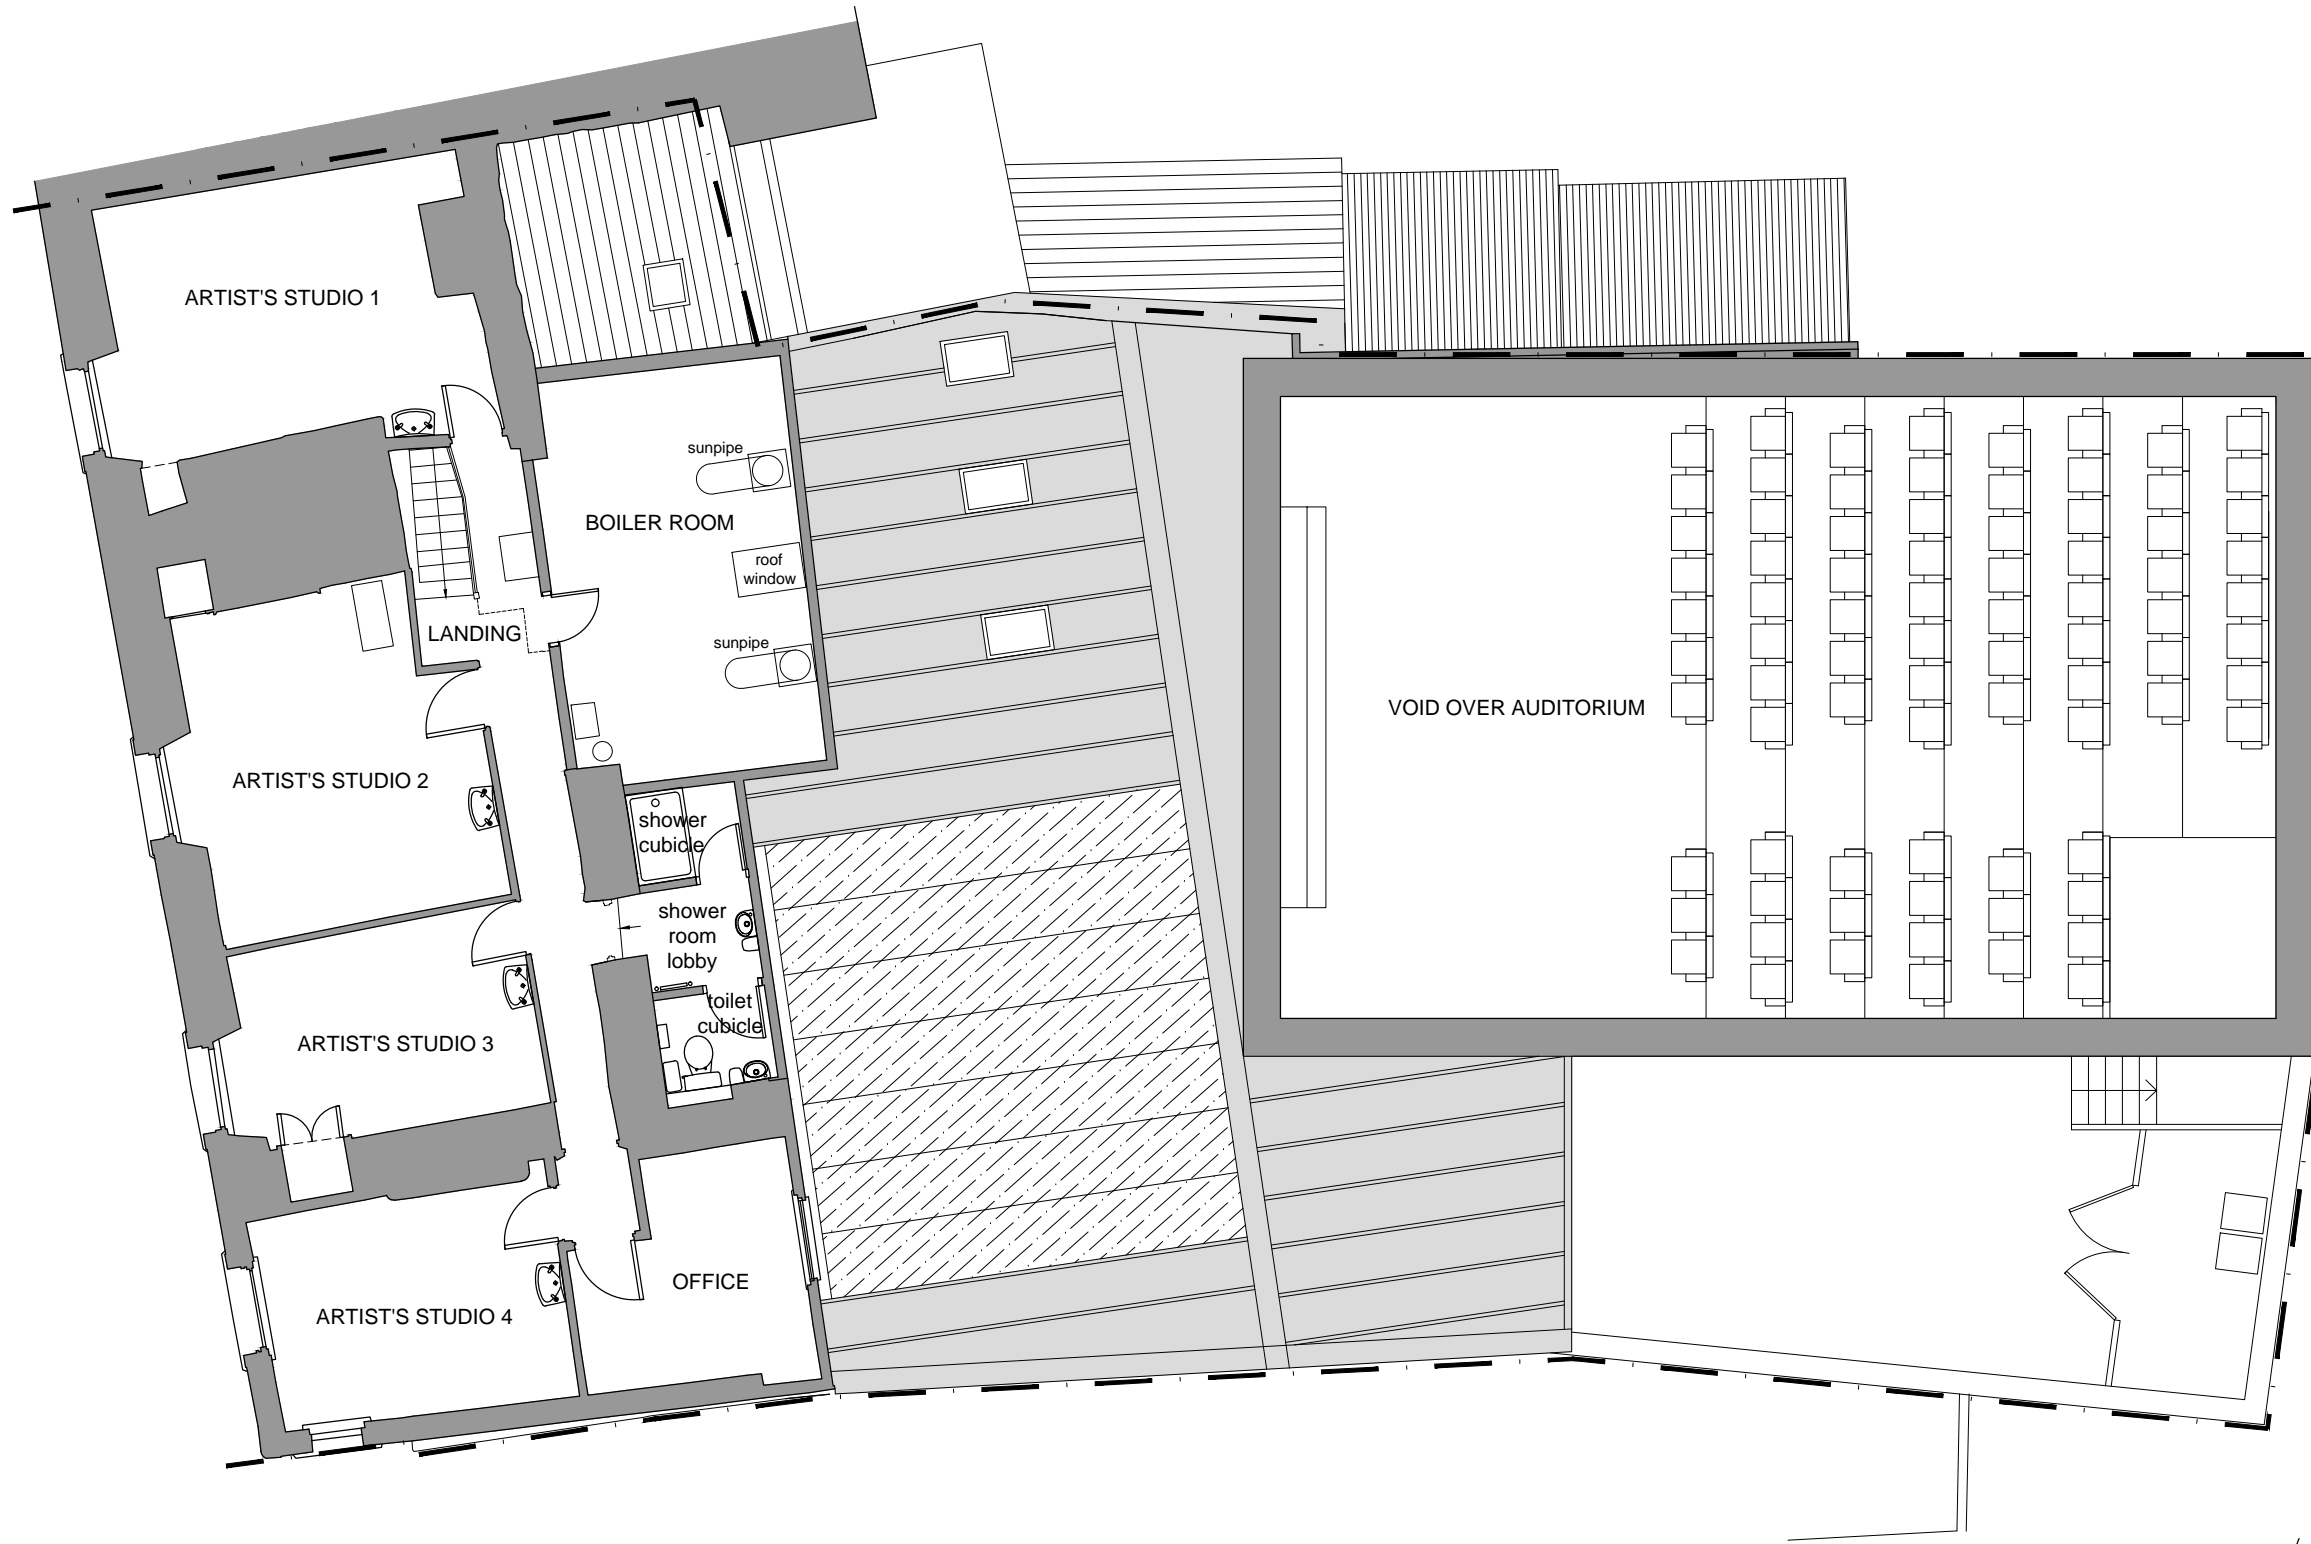 ARTIST'S STUDIO 1
sunpipe
BOILER ROOM
roof
window
LANDING
sunpipe
VOID OVER AUDITORIUM
ARTIST'S STUDIO 2
shower
cubicle
shower
room
lobby
toilet
cubicle
ARTIST'S STUDIO 3
OFFICE
ARTIST'S STUDIO 4